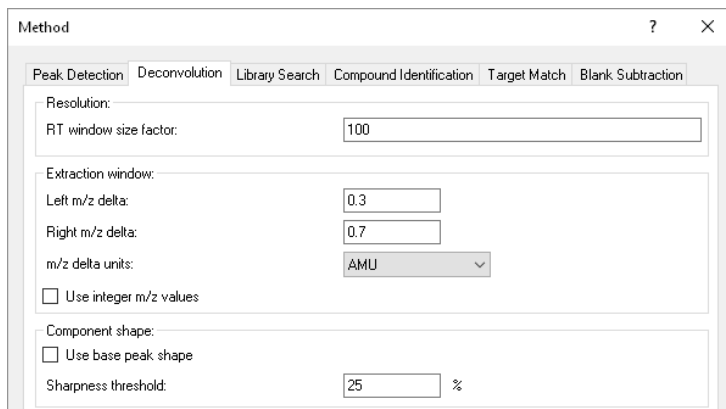 Method ? ×
Peak Detection Deconvolution Library Search Compound Identification Target Match Blank Subtraction
Resolution:
RT window size factor: 100
Extraction window:
Left m/z delta: 0.3
Right m/z delta: 0.7
m/z delta units: AMU
Use integer m/z values
Component shape:
Use base peak shape
Sharpness threshold: 25 %